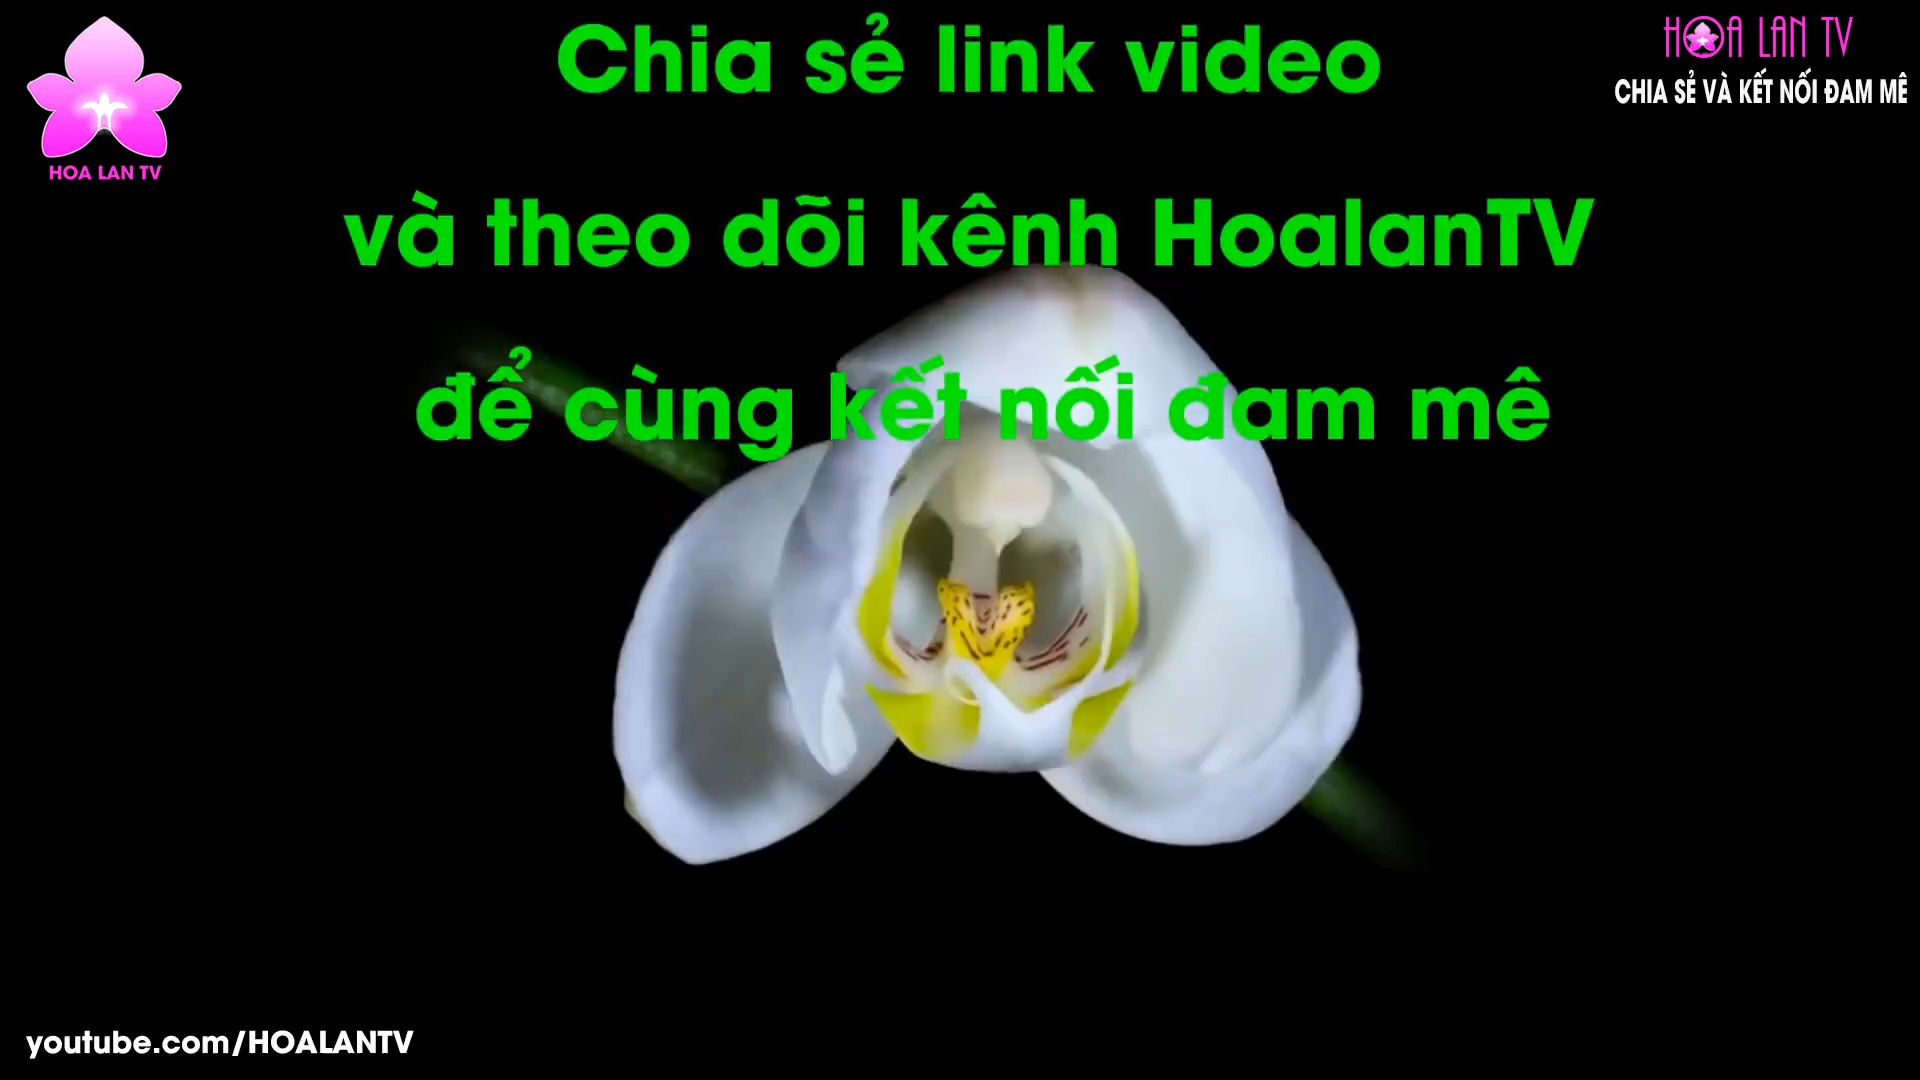 HOA LAN TV
HOA LAN TV
CHIA SẺ VÀ KẾT NỐI ĐAM MÊ
Chia sẻ link video
và theo dõi kênh HoalanTV
để cùng kết nối đam mê
youtube.com/HOALANTV